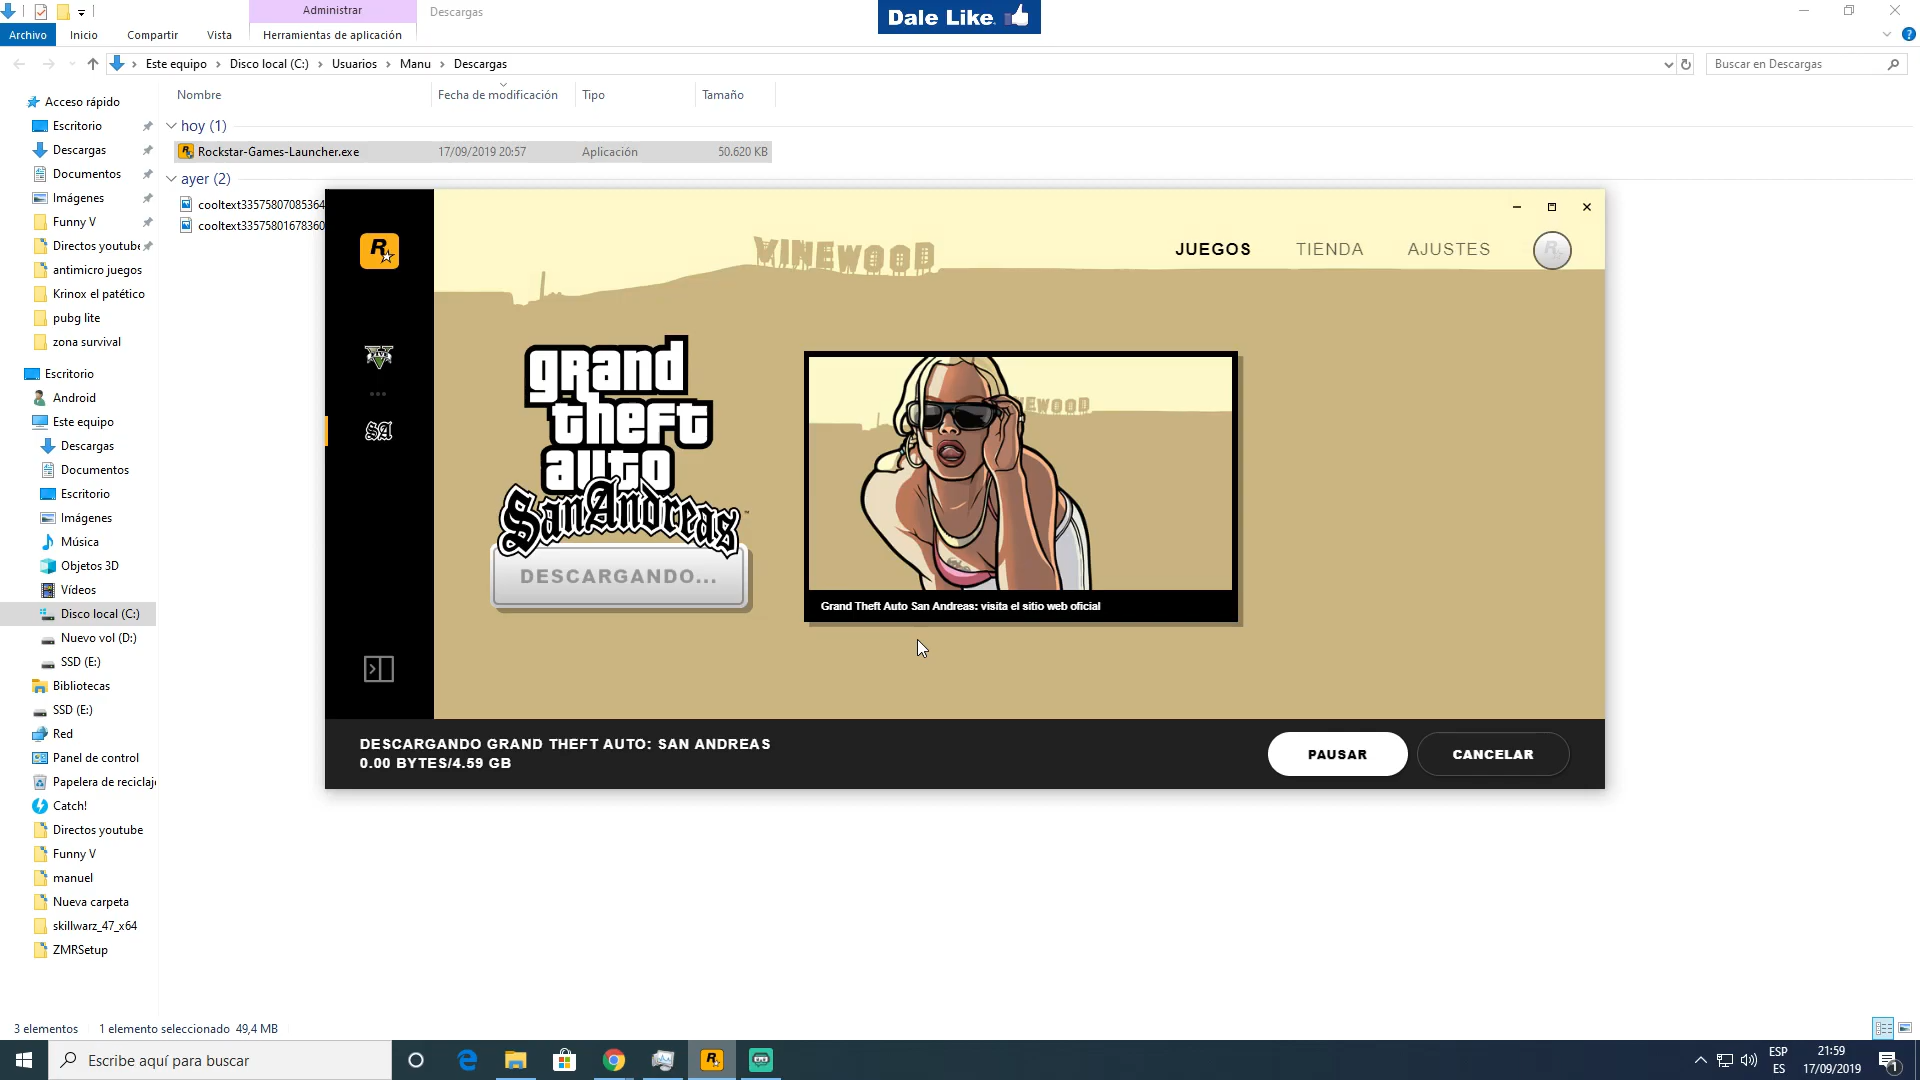 Administrar
Descargas
Dale Like
Archivo
Inicio
Compartir
Vista
Herramientas de aplicación
Este equipo
Disco local (C:)
Usuarios
Manu
Descargas
Buscar en Descargas
Nombre
Fecha de modificación
Tipo
Tamaño
hoy (1)
Rockstar-Games-Launcher.exe
17/09/2019 20:57
Aplicación
50.620 KB
ayer (2)
cooltext33575807085364
cooltext33575801678360
Acceso rápido
Escritorio
Descargas
Documentos
Imágenes
Funny V
Directos youtube
antimicro juegos
Krinox el patético
pubg lite
zona survival
Escritorio
Android
Este equipo
Descargas
Documentos
Escritorio
Imágenes
Música
Objetos 3D
Vídeos
Disco local (C:)
Nuevo vol (D:)
SSD (E:)
Bibliotecas
SSD (E:)
Red
Panel de control
Papelera de reciclaje
Catch!
Directos youtube
Funny V
manuel
Nueva carpeta
skillwarz_47_x64
ZMRSetup
R
FIVE
SA
VINEWOOD
JUEGOS
TIENDA
AJUSTES
grand
theft
auto
San Andreas
DESCARGANDO...
NEWOOD
Grand Theft Auto San Andreas: visita el sitio web oficial
DESCARGANDO GRAND THEFT AUTO: SAN ANDREAS
0.00 BYTES/4.59 GB
PAUSAR
CANCELAR
3 elementos
1 elemento seleccionado 49,4 MB
Escribe aquí para buscar
ESP
ES
21:59
17/09/2019
1